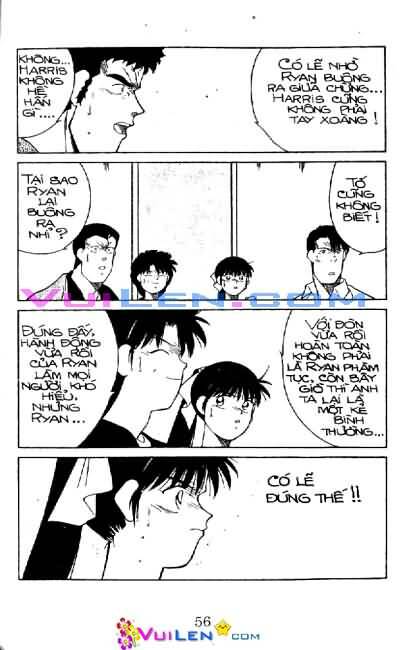 KHÔNG...
HARRIS
KHÔNG
HỀ
HẤN
GÌ....
CÓ LẼ NHỜ
RYAN BUÔNG
RA GIỮA CHỪNG...
HARRIS CŨNG
KHÔNG PHẢI
TAY XOÀNG!
TẠI SAO
RYAN
LẠI
BUÔNG
RA
NHỈ?
TỚ
CŨNG
KHÔNG
BIẾT!
VUILEN.COM
ĐÚNG ĐẤY,
HÀNH ĐỘNG
VỪA RỒI
CỦA RYAN
LÀM MỌI
NGƯỜI KHÓ
HIỂU,
NHƯNG
RYAN...
VỚI ĐÒN
VỪA RỒI
HOÀN TOÀN
KHÔNG PHẢI
LÀ RYAN PHÀM
TỤC, CÒN BÂY
GIỜ THÌ ANH
TA LẠI LÀ
MỘT KẺ
BÌNH
THƯỜNG...
CÓ LẼ
ĐÚNG THẾ!!
56
VUILEN.COM